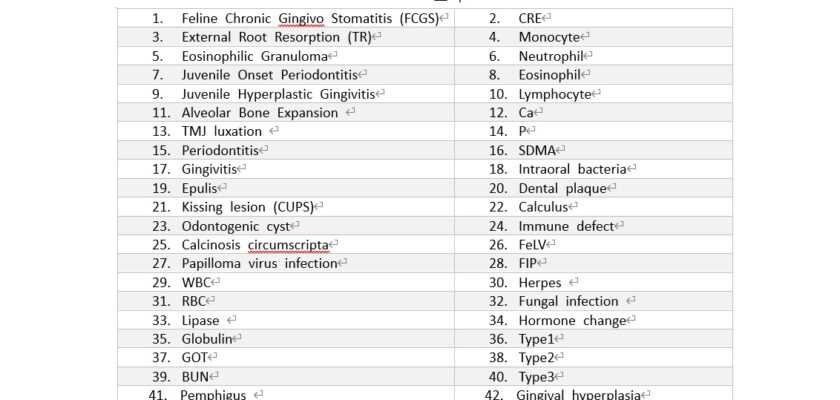 1. Feline Chronic Gingivo Stomatitis (FCGS) 2. CRE
3. External Root Resorption (TR) 4. Monocyte
5. Eosinophilic Granuloma 6. Neutrophil
7. Juvenile Onset Periodontitis 8. Eosinophil
9. Juvenile Hyperplastic Gingivitis 10. Lymphocyte
11. Alveolar Bone Expansion 12. Ca
13. TMJ luxation 14. P
15. Periodontitis 16. SDMA
17. Gingivitis 18. Intraoral bacteria
19. Epulis 20. Dental plaque
21. Kissing lesion (CUPS) 22. Calculus
23. Odontogenic cyst 24. Immune defect
25. Calcinosis circumscripta 26. FeLV
27. Papilloma virus infection 28. FIP
29. WBC 30. Herpes
31. RBC 32. Fungal infection
33. Lipase 34. Hormone change
35. Globulin 36. Type1
37. GOT 38. Type2
39. BUN 40. Type3
41. Pemphigus 42. Gingival hyperplasia